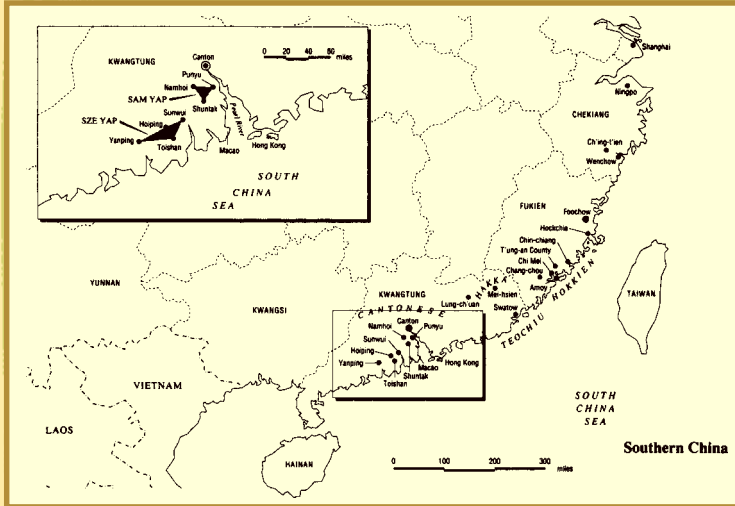 KWANGTUNG
Canton
0 20 40 60
miles
Punyu
Namhoi
SAM YAP
Shuntak
Sunwui
SZE YAP
Hoiping
Yanping
Toishan
Pearl River
Macao
Hong Kong
SOUTH
CHINA
SEA
Shanghai
Ningpo
CHEKIANG
Ch'ing-t'ien
Wenchow
FUKIEN
Foochow
Hockchia
Chin-chiang
T'ung-an County
Chi Mei
Chang-chou
Amoy
HAKKA
Mei-hsien
Lung-ch'uan
Swatow
TEOCHIU HOKKIEN
TAIWAN
YUNNAN
KWANGSI
KWANGTUNG
CANTONESE
Canton
Namhoi
Punyu
Sunwui
Hoiping
Yanping
Macao
Hong Kong
Shuntak
Toishan
VIETNAM
LAOS
HAINAN
SOUTH
CHINA
SEA
Southern China
0 100 200 300
miles